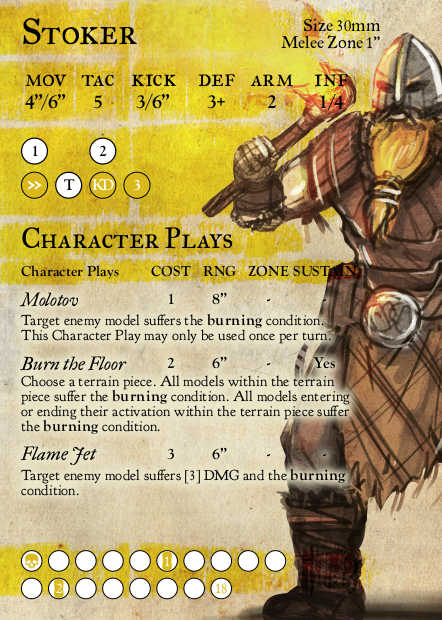 Stoker
Size 30mm
Melee Zone 1”
MOV TAC KICK DEF ARM INF
4”/6” 5 3/6” 3+ 2 1/4
1 2
>> T KD 3
Character Plays
Character Plays COST RNG ZONE SUSTAIN
Molotov 1 8” - -
Target enemy model suffers the burning condition.
This Character Play may only be used once per turn.
Burn the Floor 2 6” - Yes
Choose a terrain piece. All models within the terrain
piece suffer the burning condition. All models entering
or ending their activation within the terrain piece suffer
the burning condition.
Flame Jet 3 6” - -
Target enemy model suffers [3] DMG and the burning
condition.
1
2 18